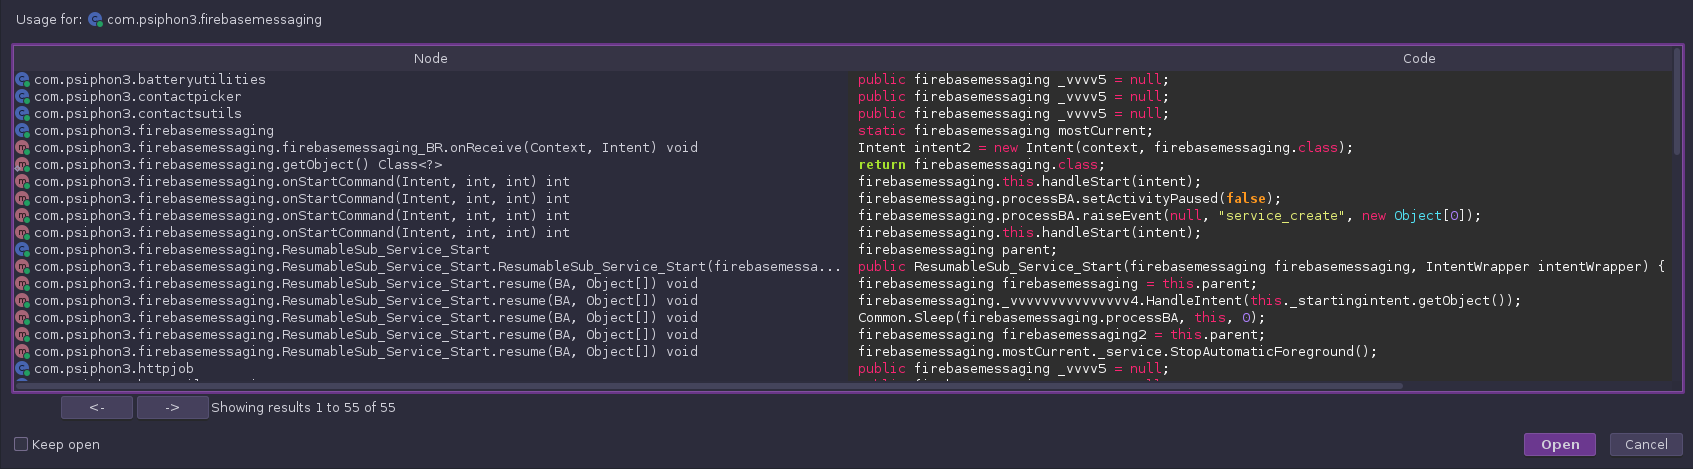 Usage for: com.psiphon3.firebasemessaging
Node Code
com.psiphon3.batteryutilities public firebasemessaging _vvvv5 = null;
com.psiphon3.contactpicker public firebasemessaging _vvvv5 = null;
com.psiphon3.contactsutils public firebasemessaging _vvvv5 = null;
com.psiphon3.firebasemessaging static firebasemessaging mostCurrent;
com.psiphon3.firebasemessaging.firebasemessaging_BR.onReceive(Context, Intent) void Intent intent2 = new Intent(context, firebasemessaging.class);
com.psiphon3.firebasemessaging.getObject() Class<?> return firebasemessaging.class;
com.psiphon3.firebasemessaging.onStartCommand(Intent, int, int) int firebasemessaging.this.handleStart(intent);
com.psiphon3.firebasemessaging.onStartCommand(Intent, int, int) int firebasemessaging.processBA.setActivityPaused(false);
com.psiphon3.firebasemessaging.onStartCommand(Intent, int, int) int firebasemessaging.processBA.raiseEvent(null, "service_create", new Object[0]);
com.psiphon3.firebasemessaging.onStartCommand(Intent, int, int) int firebasemessaging.this.handleStart(intent);
com.psiphon3.firebasemessaging.ResumableSub_Service_Start firebasemessaging parent;
com.psiphon3.firebasemessaging.ResumableSub_Service_Start.ResumableSub_Service_Start(firebasemessa... public ResumableSub_Service_Start(firebasemessaging firebasemessaging, IntentWrapper intentWrapper) {
com.psiphon3.firebasemessaging.ResumableSub_Service_Start.resume(BA, Object[]) void firebasemessaging firebasemessaging = this.parent;
com.psiphon3.firebasemessaging.ResumableSub_Service_Start.resume(BA, Object[]) void firebasemessaging._vvvvvvvvvvvvvvv4.HandleIntent(this._startingintent.getObject());
com.psiphon3.firebasemessaging.ResumableSub_Service_Start.resume(BA, Object[]) void Common.Sleep(firebasemessaging.processBA, this, 0);
com.psiphon3.firebasemessaging.ResumableSub_Service_Start.resume(BA, Object[]) void firebasemessaging firebasemessaging2 = this.parent;
com.psiphon3.firebasemessaging.ResumableSub_Service_Start.resume(BA, Object[]) void firebasemessaging.mostCurrent._service.StopAutomaticForeground();
com.psiphon3.httpjob public firebasemessaging _vvvv5 = null;
<- -> Showing results 1 to 55 of 55
Keep open Open Cancel